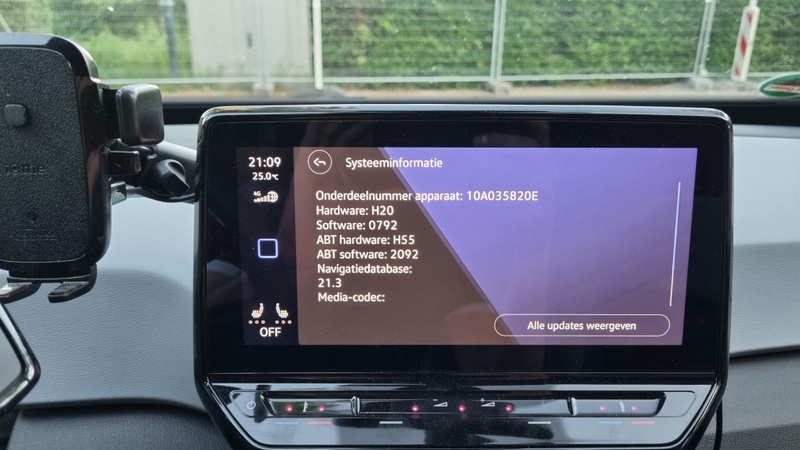 21:09
25.0°C
4G
Systeeminformatie
Onderdeelnummer apparaat: 10A035820E
Hardware: H20
Software: 0792
ABT hardware: H55
ABT software: 2092
Navigatiedatabase:
21.3
Media-codec:
Alle updates weergeven
OFF